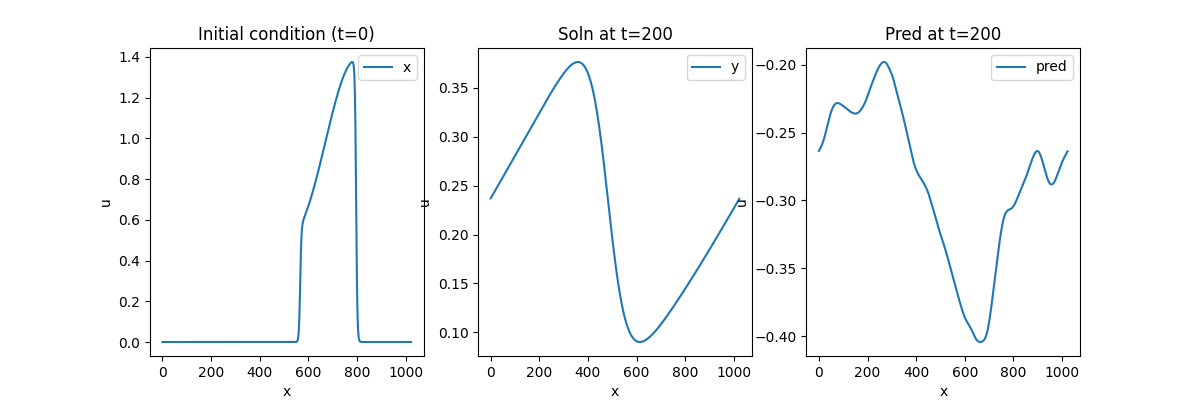 Initial condition (t=0)
1.4
1.2
1.0
0.8
0.6
0.4
0.2
0.0
u
x
0 200 400 600 800 1000
x
Soln at t=200
0.35
0.30
0.25
0.20
0.15
0.10
u
y
0 200 400 600 800 1000
x
Pred at t=200
−0.20
−0.25
−0.30
−0.35
−0.40
u
pred
0 200 400 600 800 1000
x